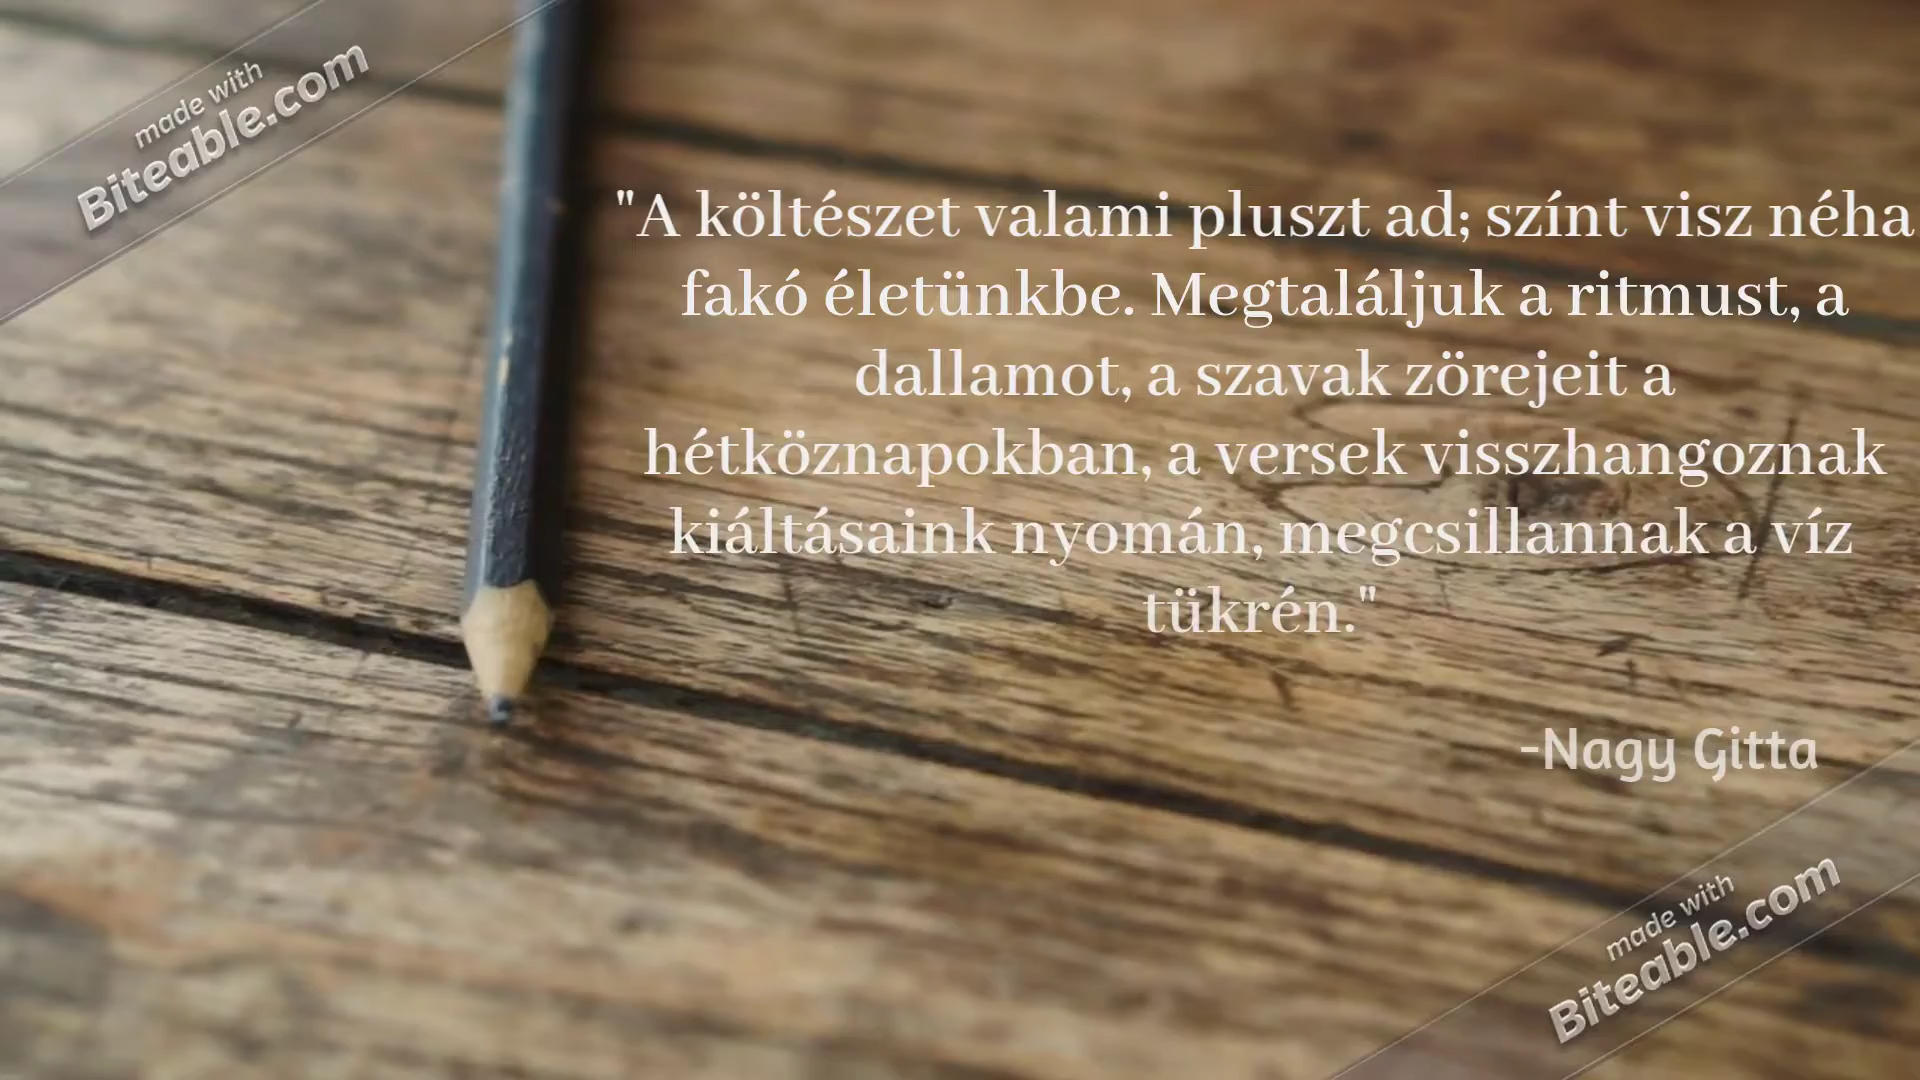 made with
Biteable.com
"A költészet valami pluszt ad; színt visz néha
fakó életünkbe. Megtaláljuk a ritmust, a
dallamot, a szavak zörejeit a
hétköznapokban, a versek visszhangoznak
kiáltásaink nyomán, megcsillannak a víz
tükrén."
-Nagy Gitta
made with
Biteable.com